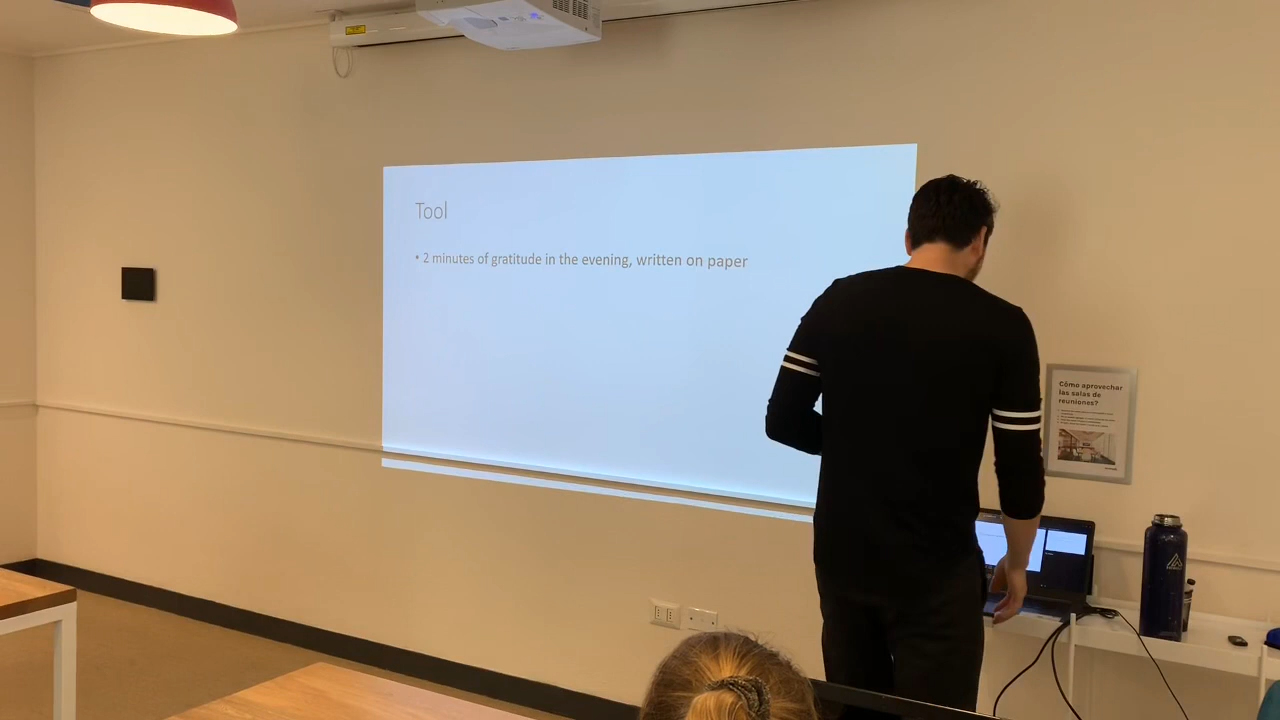 Tool
• 2 minutes of gratitude in the evening, written on paper
Cómo aprovechar
las salas de
reuniones?